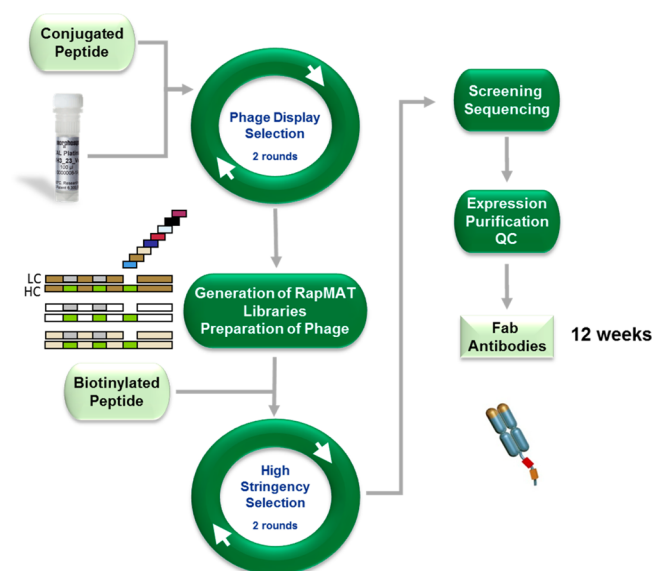 Conjugated
Peptide
Phage Display
Selection
2 rounds
Screening
Sequencing
Expression
Purification
QC
LC
HC
Generation of RapMAT
Libraries
Preparation of Phage
Fab
Antibodies
12 weeks
Biotinylated
Peptide
High
Stringency
Selection
2 rounds